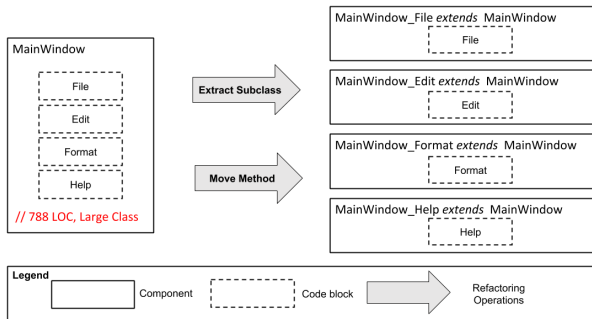 MainWindow
File
Edit
Format
Help
// 788 LOC, Large Class
Extract Subclass
Move Method
MainWindow_File extends MainWindow
File
MainWindow_Edit extends MainWindow
Edit
MainWindow_Format extends MainWindow
Format
MainWindow_Help extends MainWindow
Help
Legend
Component
Code block
Refactoring
Operations